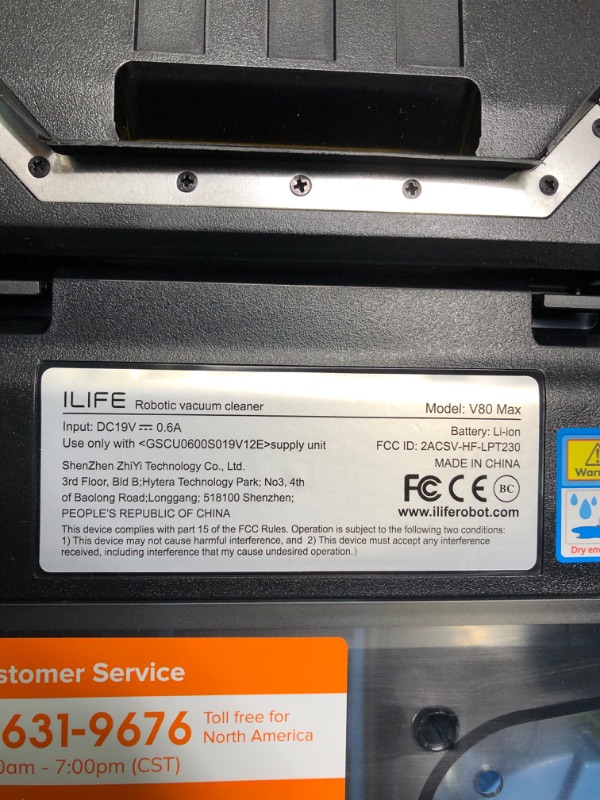 ILIFE Robotic vacuum cleaner
Model: V80 Max
Input: DC19V 0.6A
Battery: Li-ion
Use only with <GSCU0600S019V12E>supply unit
FCC ID: 2ACSV-HF-LPT230
ShenZhen ZhiYi Technology Co., Ltd.
MADE IN CHINA
3rd Floor, Bld B;Hytera Technology Park; No3, 4th
of Baolong Road;Longgang; 518100 Shenzhen;
PEOPLE'S REPUBLIC OF CHINA
FC CE BC
www.iliferobot.com
This device complies with part 15 of the FCC Rules. Operation is subject to the following two conditions:
1) This device may not cause harmful interference, and 2) This device must accept any interference
received, including interference that my cause undesired operation.)
Warn
Dry env
stomer Service
631-9676
Toll free for
North America
0am - 7:00pm (CST)